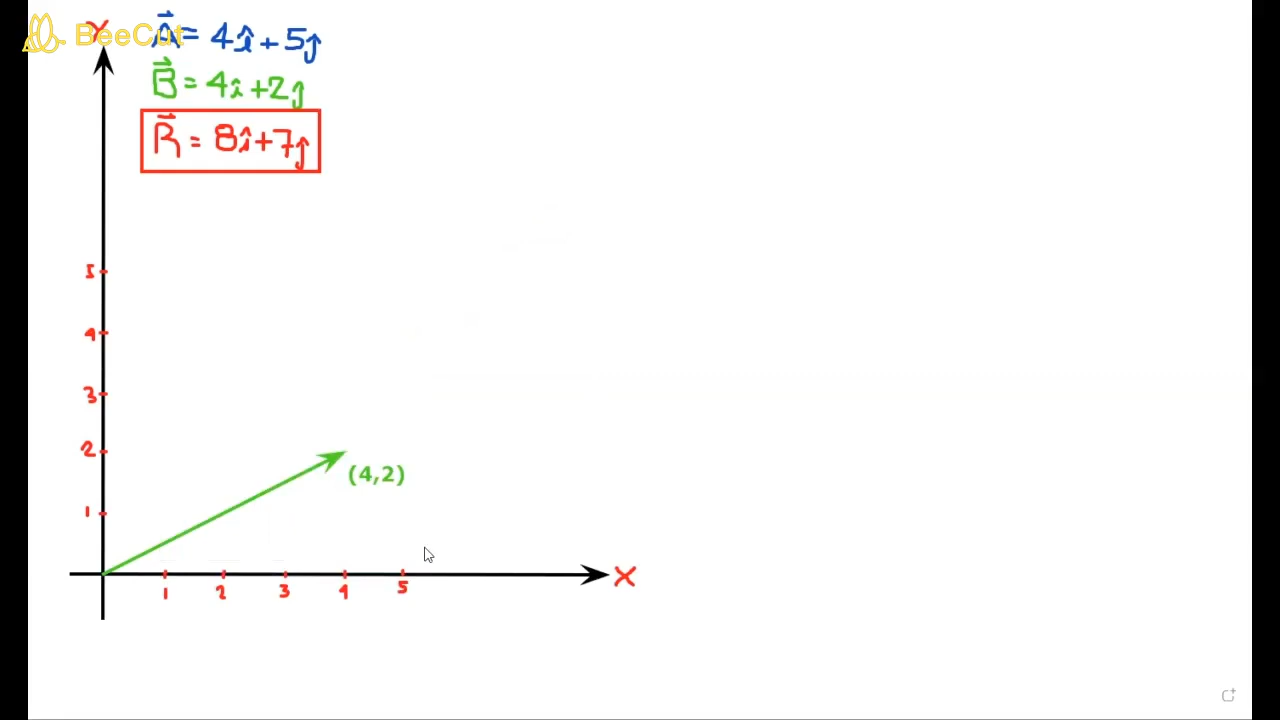 Y
BeeCut
A⃗ = 4î + 5ĵ
B⃗ = 4î + 2ĵ
R⃗ = 8î + 7ĵ
5
4
3
2
1
(4,2)
1 2 3 4 5
X